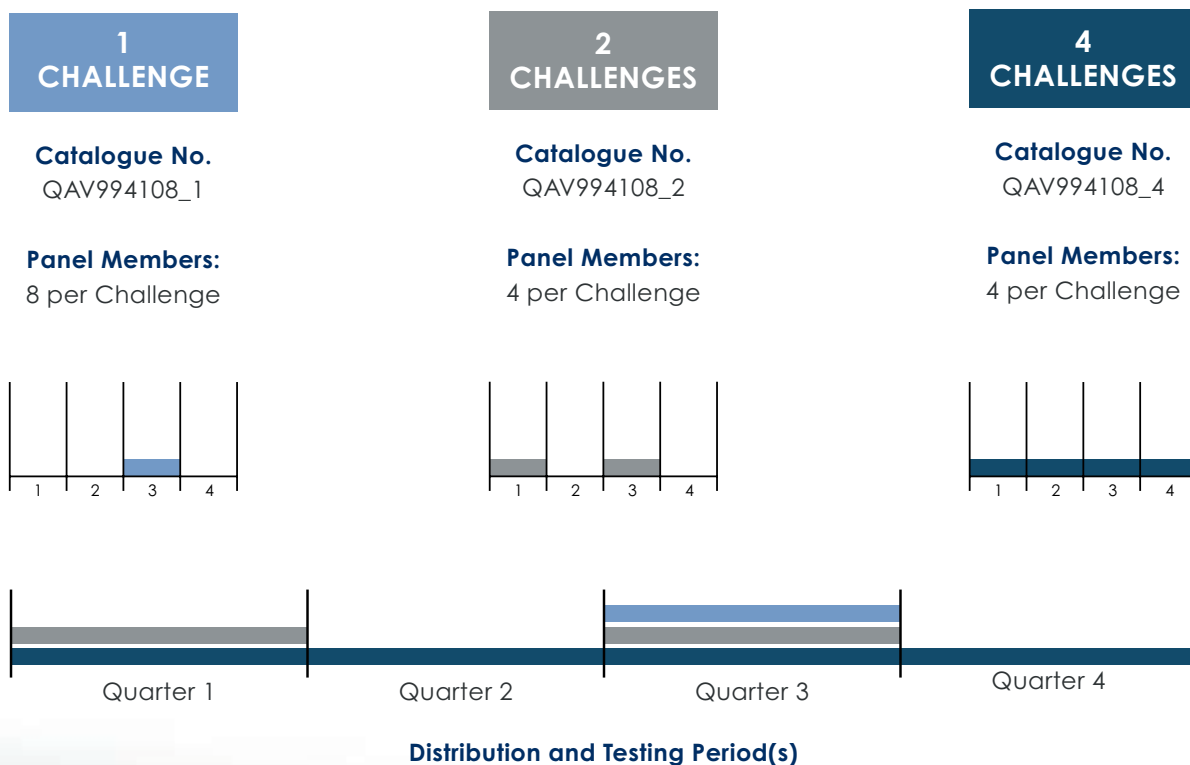 1
CHALLENGE
Catalogue No.
QAV994108_1
Panel Members:
8 per Challenge
1 2 3 4
2
CHALLENGES
Catalogue No.
QAV994108_2
Panel Members:
4 per Challenge
1 2 3 4
4
CHALLENGES
Catalogue No.
QAV994108_4
Panel Members:
4 per Challenge
1 2 3 4
Quarter 1 Quarter 2 Quarter 3 Quarter 4
Distribution and Testing Period(s)